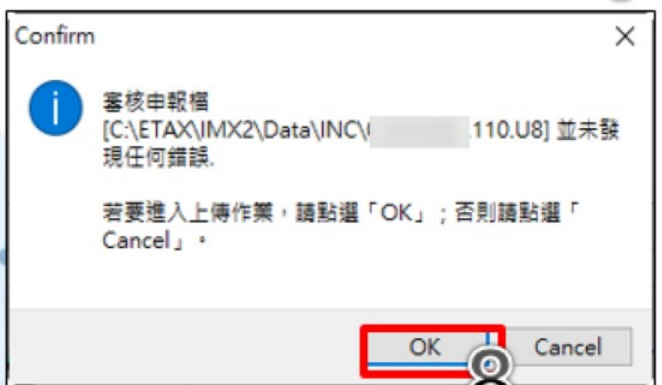 Confirm
審核申報檔
[C:\ETAX\IMX2\Data\INC\ .110.U8] 並未發
現任何錯誤.
若要進入上傳作業，請點選「OK」；否則請點選「
Cancel」。
OK
Cancel
8